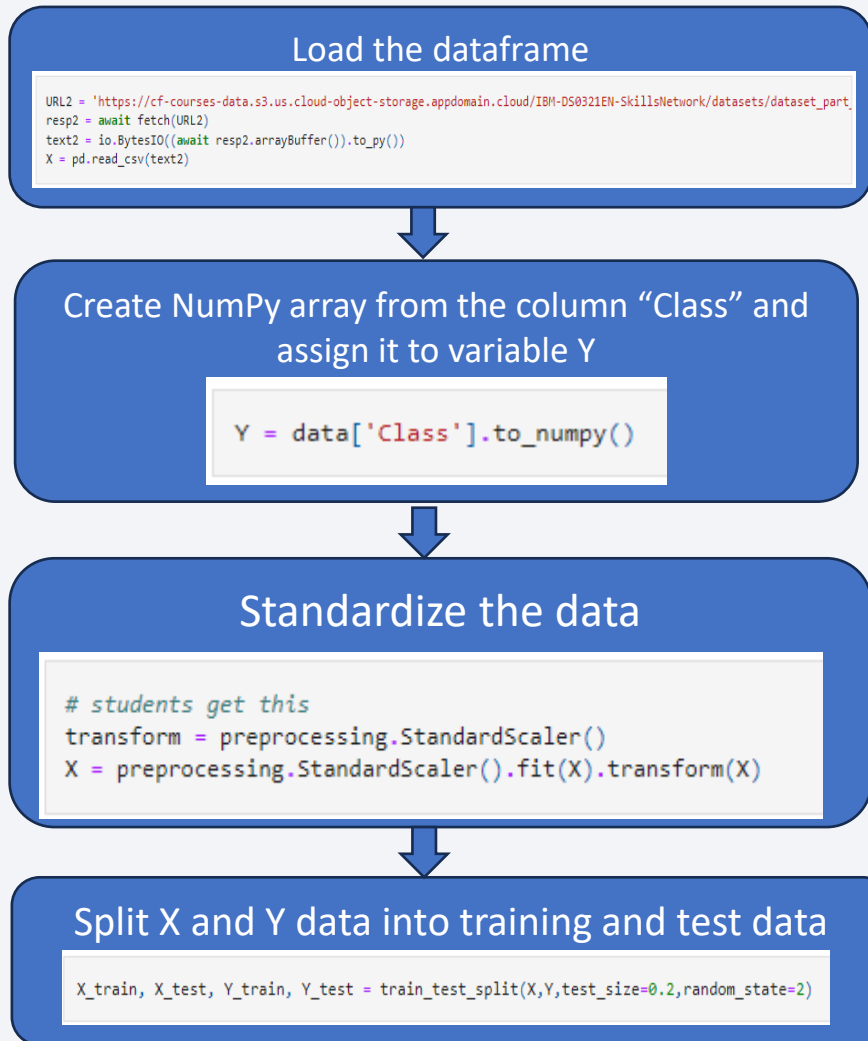 Load the dataframe
URL2 = 'https://cf-courses-data.s3.us.cloud-object-storage.appdomain.cloud/IBM-DS0321EN-SkillsNetwork/datasets/dataset_part_
resp2 = await fetch(URL2)
text2 = io.BytesIO((await resp2.arrayBuffer()).to_py())
X = pd.read_csv(text2)
Create NumPy array from the column “Class” and
assign it to variable Y
Y = data['Class'].to_numpy()
Standardize the data
# students get this
transform = preprocessing.StandardScaler()
X = preprocessing.StandardScaler().fit(X).transform(X)
Split X and Y data into training and test data
X_train, X_test, Y_train, Y_test = train_test_split(X,Y,test_size=0.2,random_state=2)